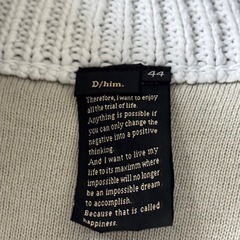 D/him.
44
Therefore, I want to enjoy
all the trial of life.
Anything is possible if
you can only change the
negative into a positive
thinking.
And I want to live my
life to its maximm where
impossible will no longer
be an impossible dream
to accomplish.
Because that is called
happiness.